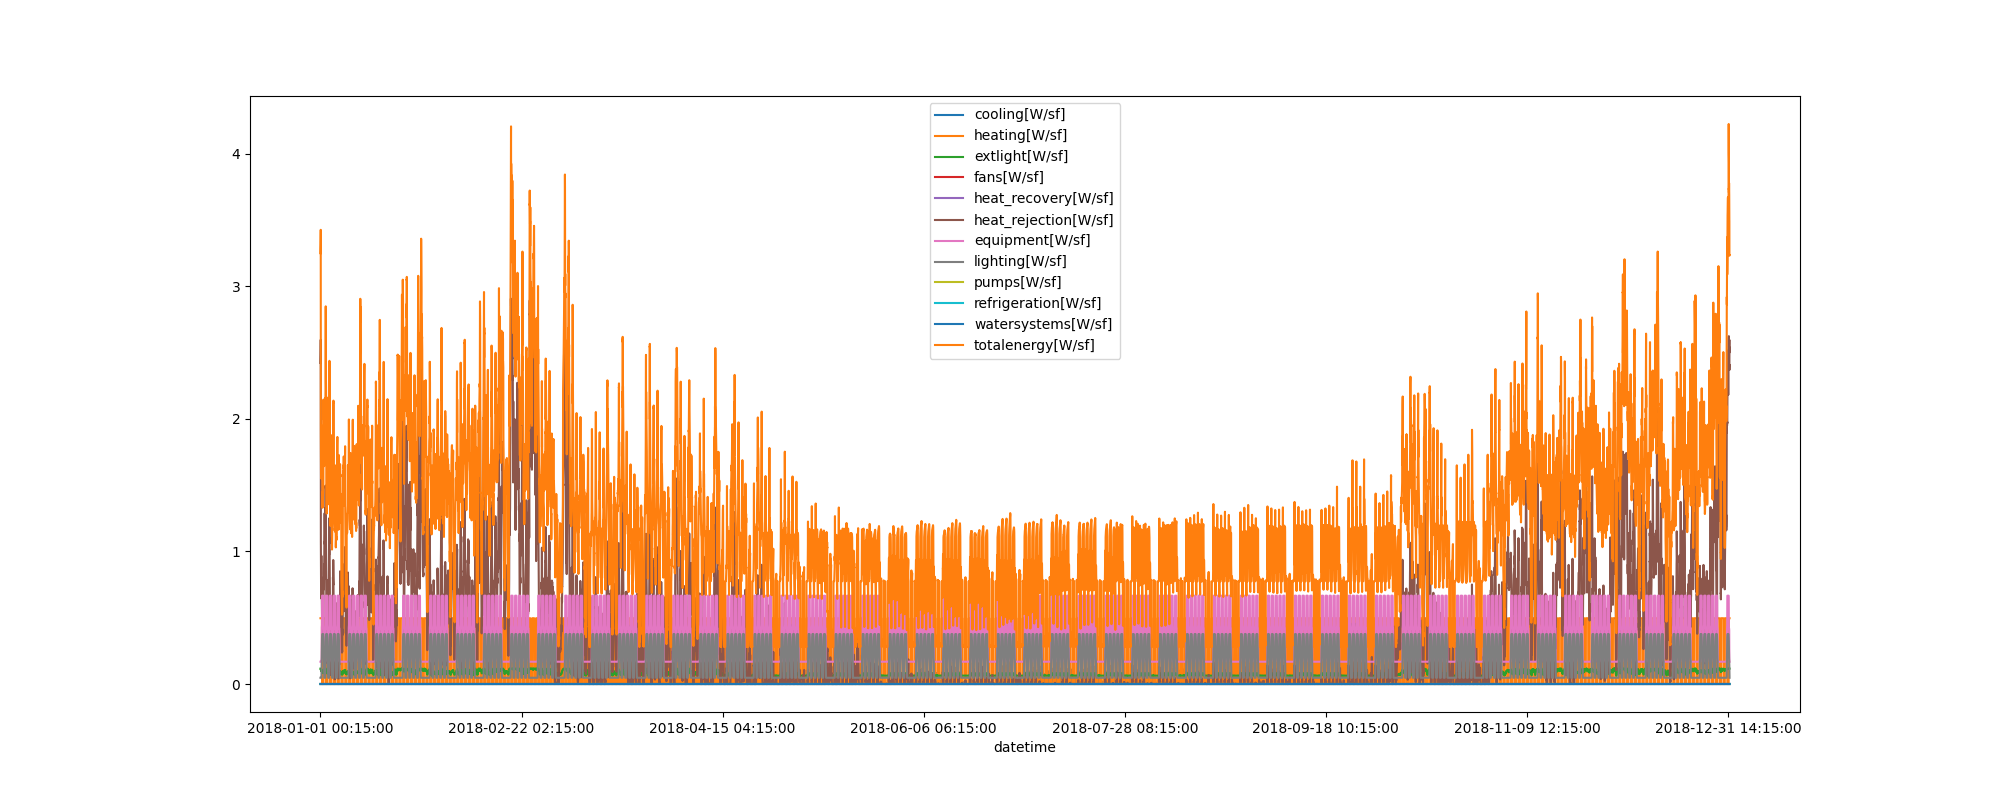 4
3
2
1
0
cooling[W/sf]
heating[W/sf]
extlight[W/sf]
fans[W/sf]
heat_recovery[W/sf]
heat_rejection[W/sf]
equipment[W/sf]
lighting[W/sf]
pumps[W/sf]
refrigeration[W/sf]
watersystems[W/sf]
totalenergy[W/sf]
2018-01-01 00:15:00 2018-02-22 02:15:00 2018-04-15 04:15:00 2018-06-06 06:15:00 2018-07-28 08:15:00 2018-09-18 10:15:00 2018-11-09 12:15:00 2018-12-31 14:15:00
datetime